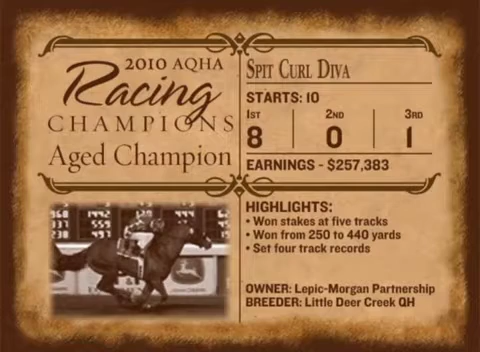 2010 AQHA
Racing
CHAMPIONS
Aged Champion
SPIT CURL DIVA
STARTS: 10
1ST 2ND 3RD
8 0 1
EARNINGS - $257,383
HIGHLIGHTS:
• Won stakes at five tracks
• Won from 250 to 440 yards
• Set four track records
OWNER: Lepic-Morgan Partnership
BREEDER: Little Deer Creek QH